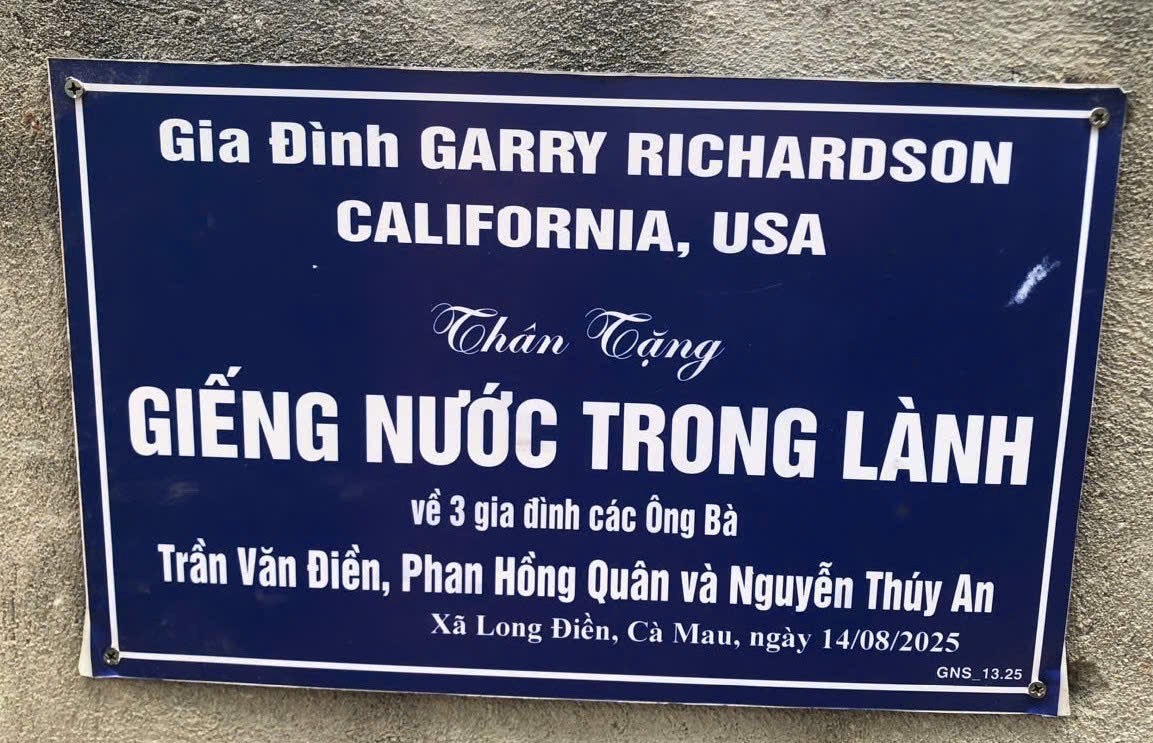 Gia Đình GARRY RICHARDSON
CALIFORNIA, USA
Thân Tặng
GIẾNG NƯỚC TRONG LÀNH
về 3 gia đình các Ông Bà
Trần Văn Điền, Phan Hồng Quân và Nguyễn Thúy An
Xã Long Điền, Cà Mau, ngày 14/08/2025
GNS_13.25